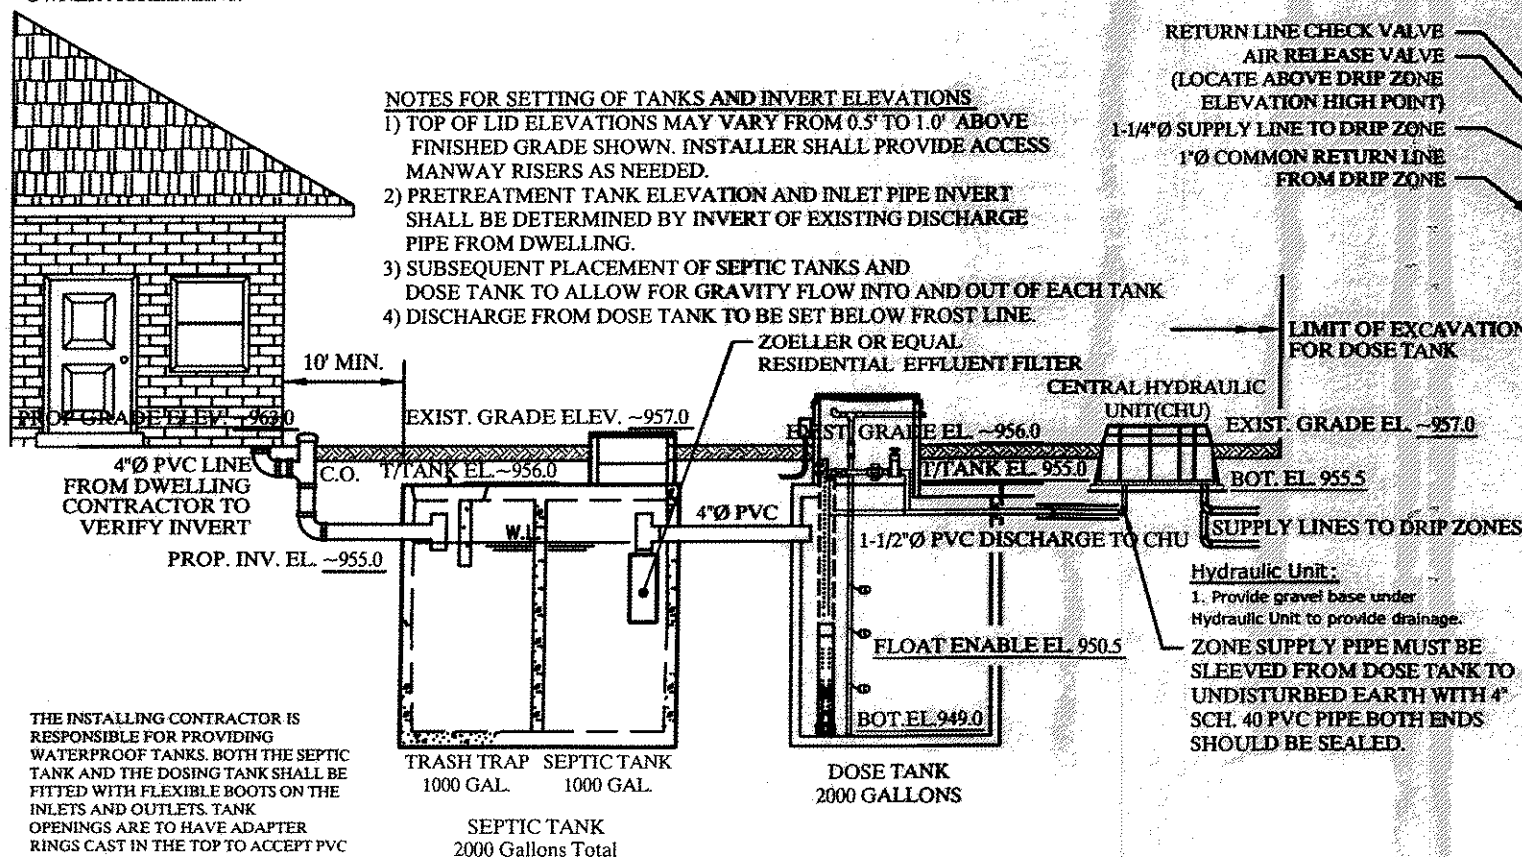 RETURN LINE CHECK VALVE
AIR RELEASE VALVE
(LOCATE ABOVE DRIP ZONE
ELEVATION HIGH POINT)
1-1/4"Ø SUPPLY LINE TO DRIP ZONE
1"Ø COMMON RETURN LINE
FROM DRIP ZONE
NOTES FOR SETTING OF TANKS AND INVERT ELEVATIONS
1) TOP OF LID ELEVATIONS MAY VARY FROM 0.5' TO 1.0' ABOVE
FINISHED GRADE SHOWN. INSTALLER SHALL PROVIDE ACCESS
MANWAY RISERS AS NEEDED.
2) PRETREATMENT TANK ELEVATION AND INLET PIPE INVERT
SHALL BE DETERMINED BY INVERT OF EXISTING DISCHARGE
PIPE FROM DWELLING.
3) SUBSEQUENT PLACEMENT OF SEPTIC TANKS AND
DOSE TANK TO ALLOW FOR GRAVITY FLOW INTO AND OUT OF EACH TANK
4) DISCHARGE FROM DOSE TANK TO BE SET BELOW FROST LINE.
ZOELLER OR EQUAL
RESIDENTIAL EFFLUENT FILTER
LIMIT OF EXCAVATION
FOR DOSE TANK
10' MIN.
CENTRAL HYDRAULIC
UNIT(CHU)
PROP GRADE ELEV. ~963.0
EXIST. GRADE ELEV. ~957.0
EXIST. GRADE EL. ~956.0
EXIST. GRADE EL. ~957.0
4"Ø PVC LINE
FROM DWELLING
CONTRACTOR TO
VERIFY INVERT
C.O.
T/TANK EL.~956.0
T/TANK EL. 955.0
BOT. EL. 955.5
W.L.
4"Ø PVC
1-1/2"Ø PVC DISCHARGE TO CHU
SUPPLY LINES TO DRIP ZONES
PROP. INV. EL. ~955.0
Hydraulic Unit:
1. Provide gravel base under
Hydraulic Unit to provide drainage.
FLOAT ENABLE EL. 950.5
ZONE SUPPLY PIPE MUST BE
SLEEVED FROM DOSE TANK TO
UNDISTURBED EARTH WITH 4"
SCH. 40 PVC PIPE.BOTH ENDS
SHOULD BE SEALED.
BOT.EL.949.0
THE INSTALLING CONTRACTOR IS
RESPONSIBLE FOR PROVIDING
WATERPROOF TANKS. BOTH THE SEPTIC
TANK AND THE DOSING TANK SHALL BE
FITTED WITH FLEXIBLE BOOTS ON THE
INLETS AND OUTLETS. TANK
OPENINGS ARE TO HAVE ADAPTER
RINGS CAST IN THE TOP TO ACCEPT PVC
TRASH TRAP
1000 GAL.
SEPTIC TANK
1000 GAL.
DOSE TANK
2000 GALLONS
SEPTIC TANK
2000 Gallons Total